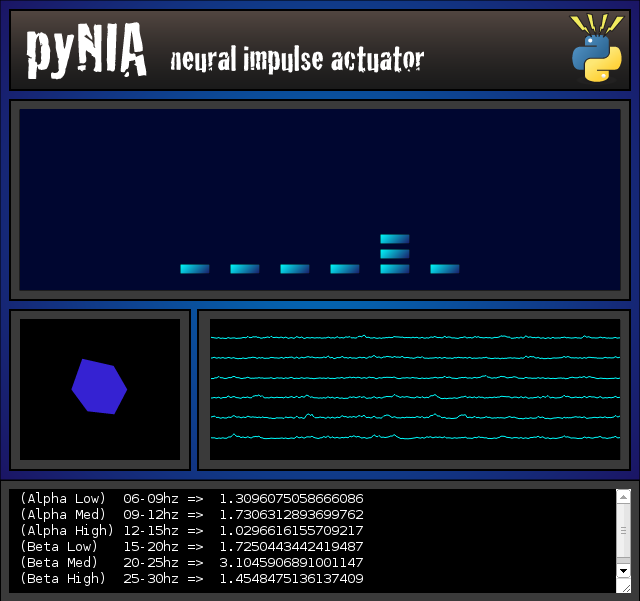 pyNIA neural impulse actuator
(Alpha Low) 06-09hz => 1.3096075058666086
(Alpha Med) 09-12hz => 1.7306312893699762
(Alpha High) 12-15hz => 1.0296616155709217
(Beta Low) 15-20hz => 1.7250443442419487
(Beta Med) 20-25hz => 3.1045906891001147
(Beta High) 25-30hz => 1.4548475136137409